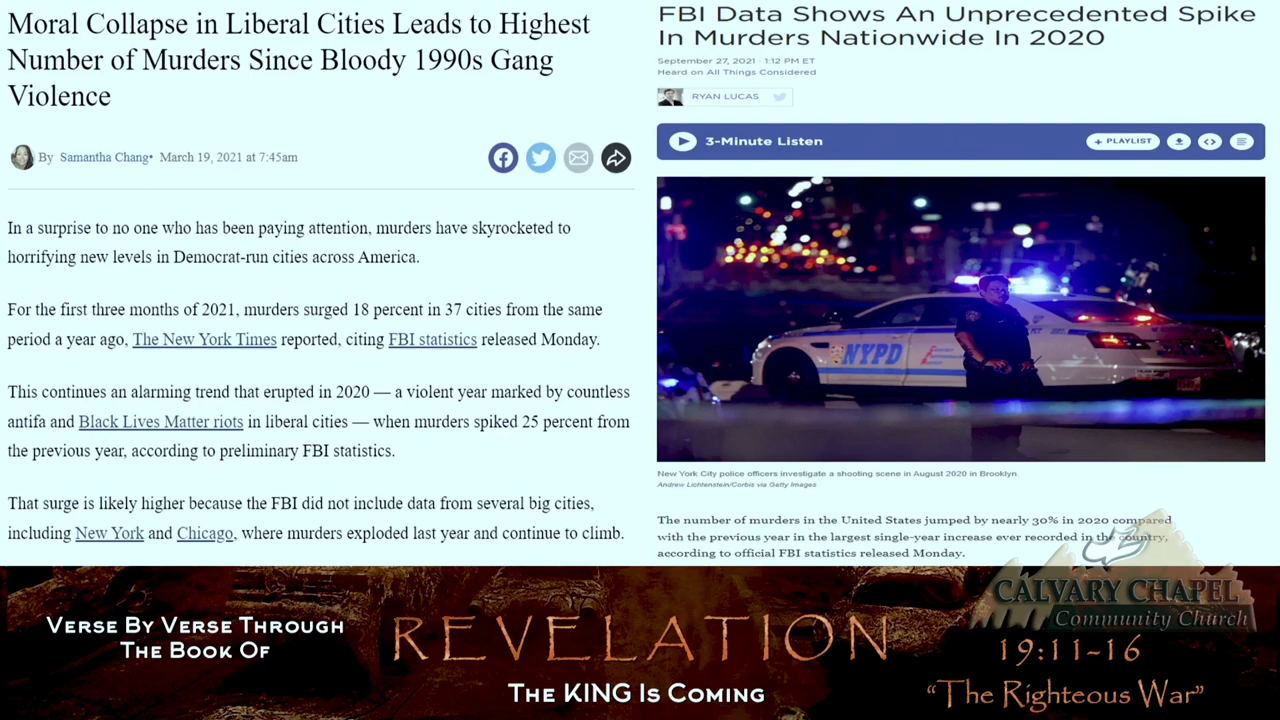 Moral Collapse in Liberal Cities Leads to Highest
Number of Murders Since Bloody 1990s Gang
Violence
By Samantha Chang• March 19, 2021 at 7:45am
In a surprise to no one who has been paying attention, murders have skyrocketed to
horrifying new levels in Democrat-run cities across America.
For the first three months of 2021, murders surged 18 percent in 37 cities from the same
period a year ago, The New York Times reported, citing FBI statistics released Monday.
This continues an alarming trend that erupted in 2020 — a violent year marked by countless
antifa and Black Lives Matter riots in liberal cities — when murders spiked 25 percent from
the previous year, according to preliminary FBI statistics.
That surge is likely higher because the FBI did not include data from several big cities,
including New York and Chicago, where murders exploded last year and continue to climb.
FBI Data Shows An Unprecedented Spike
In Murders Nationwide In 2020
September 27, 2021 · 1:12 PM ET
Heard on All Things Considered
RYAN LUCAS
3-Minute Listen
+ PLAYLIST
NYPD
New York City police officers investigate a shooting scene in August 2020 in Brooklyn.
Andrew Lichtenstein/Corbis via Getty Images
The number of murders in the United States jumped by nearly 30% in 2020 compared
with the previous year in the largest single-year increase ever recorded in the country,
according to official FBI statistics released Monday.
CALVARY CHAPEL
Community Church
VERSE BY VERSE THROUGH
THE BOOK OF
REVELATION
19:11-16
THE KING IS COMING
"The Righteous War"